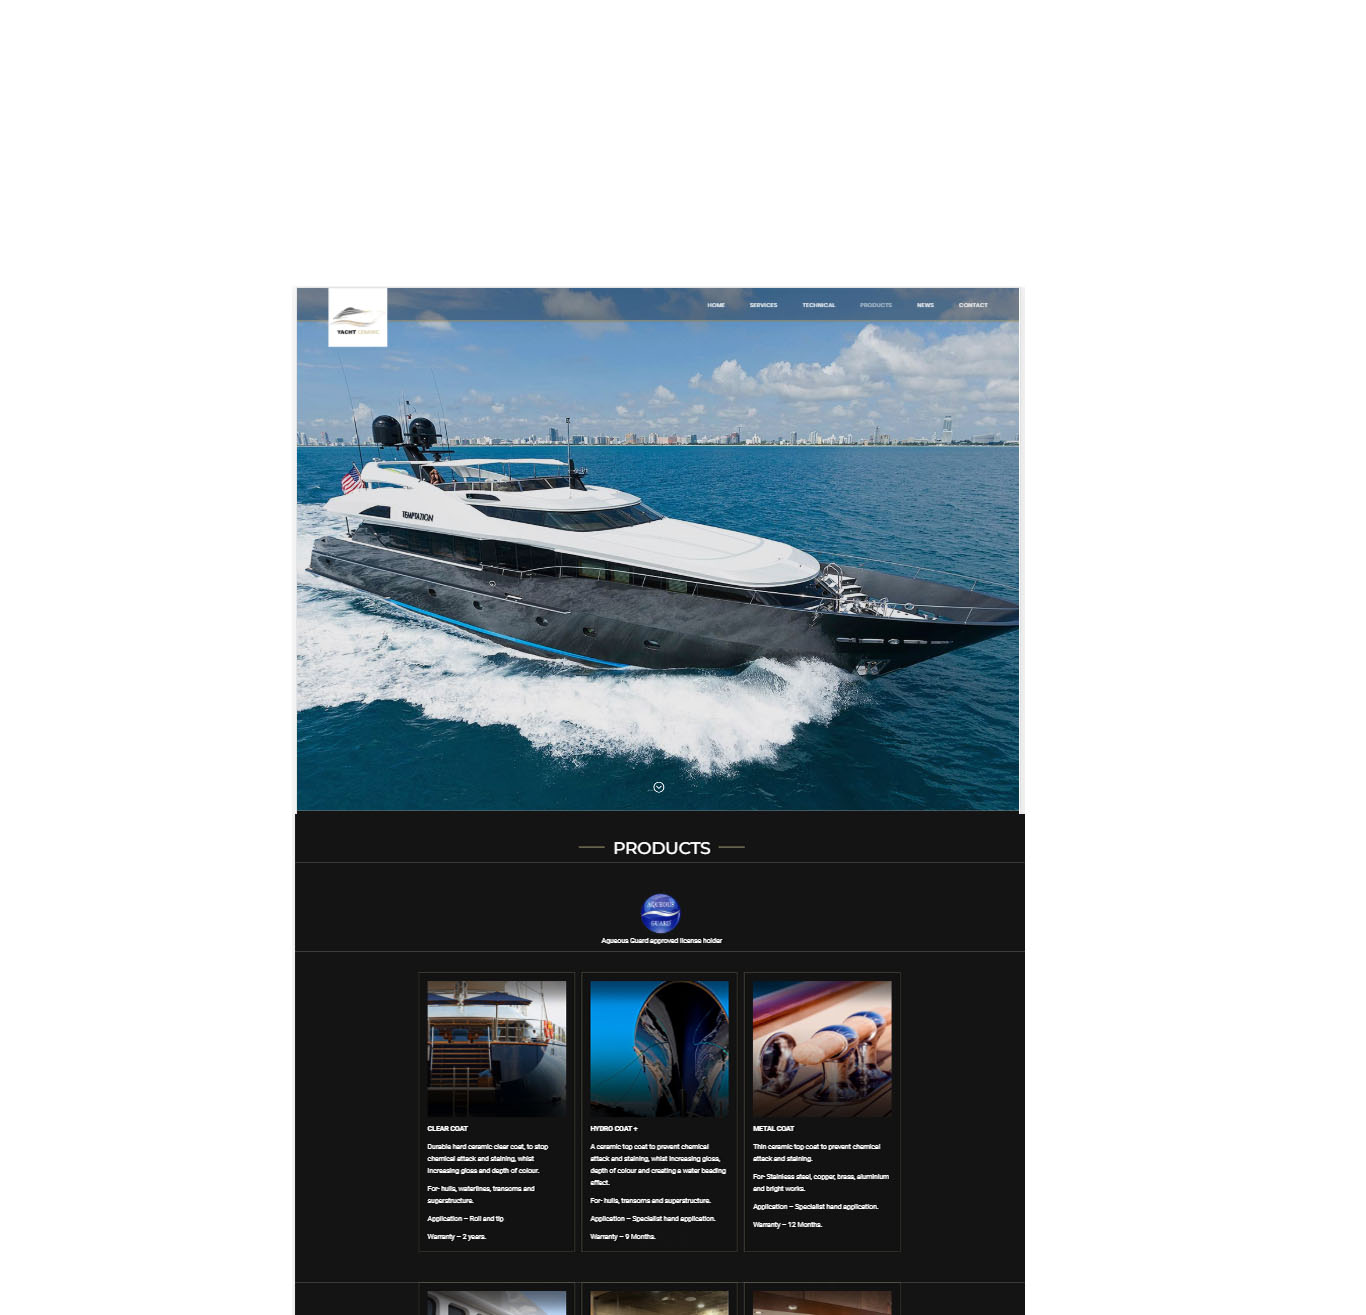 YACHT CERAMIC
HOME SERVICES TECHNICAL PRODUCTS NEWS CONTACT
TEMPTATION
PRODUCTS
AQUEOUS
GUARD
Aqueous Guard approved license holder
CLEAR COAT
Durable hard ceramic clear coat, to stop
chemical attack and staining, whist
increasing gloss and depth of colour.
For- hulls, waterlines, transoms and
superstructure.
Application – Roll and tip
Warranty – 2 years.
HYDRO COAT +
A ceramic top coat to prevent chemical
attack and staining, whist increasing gloss,
depth of colour and creating a water beading
effect.
For- hulls, transoms and superstructure.
Application – Specialist hand application.
Warranty – 9 Months.
METAL COAT
Thin ceramic top coat to prevent chemical
attack and staining.
For- Stainless steel, copper, brass, aluminium
and bright works.
Application – Specialist hand application.
Warranty – 12 Months.